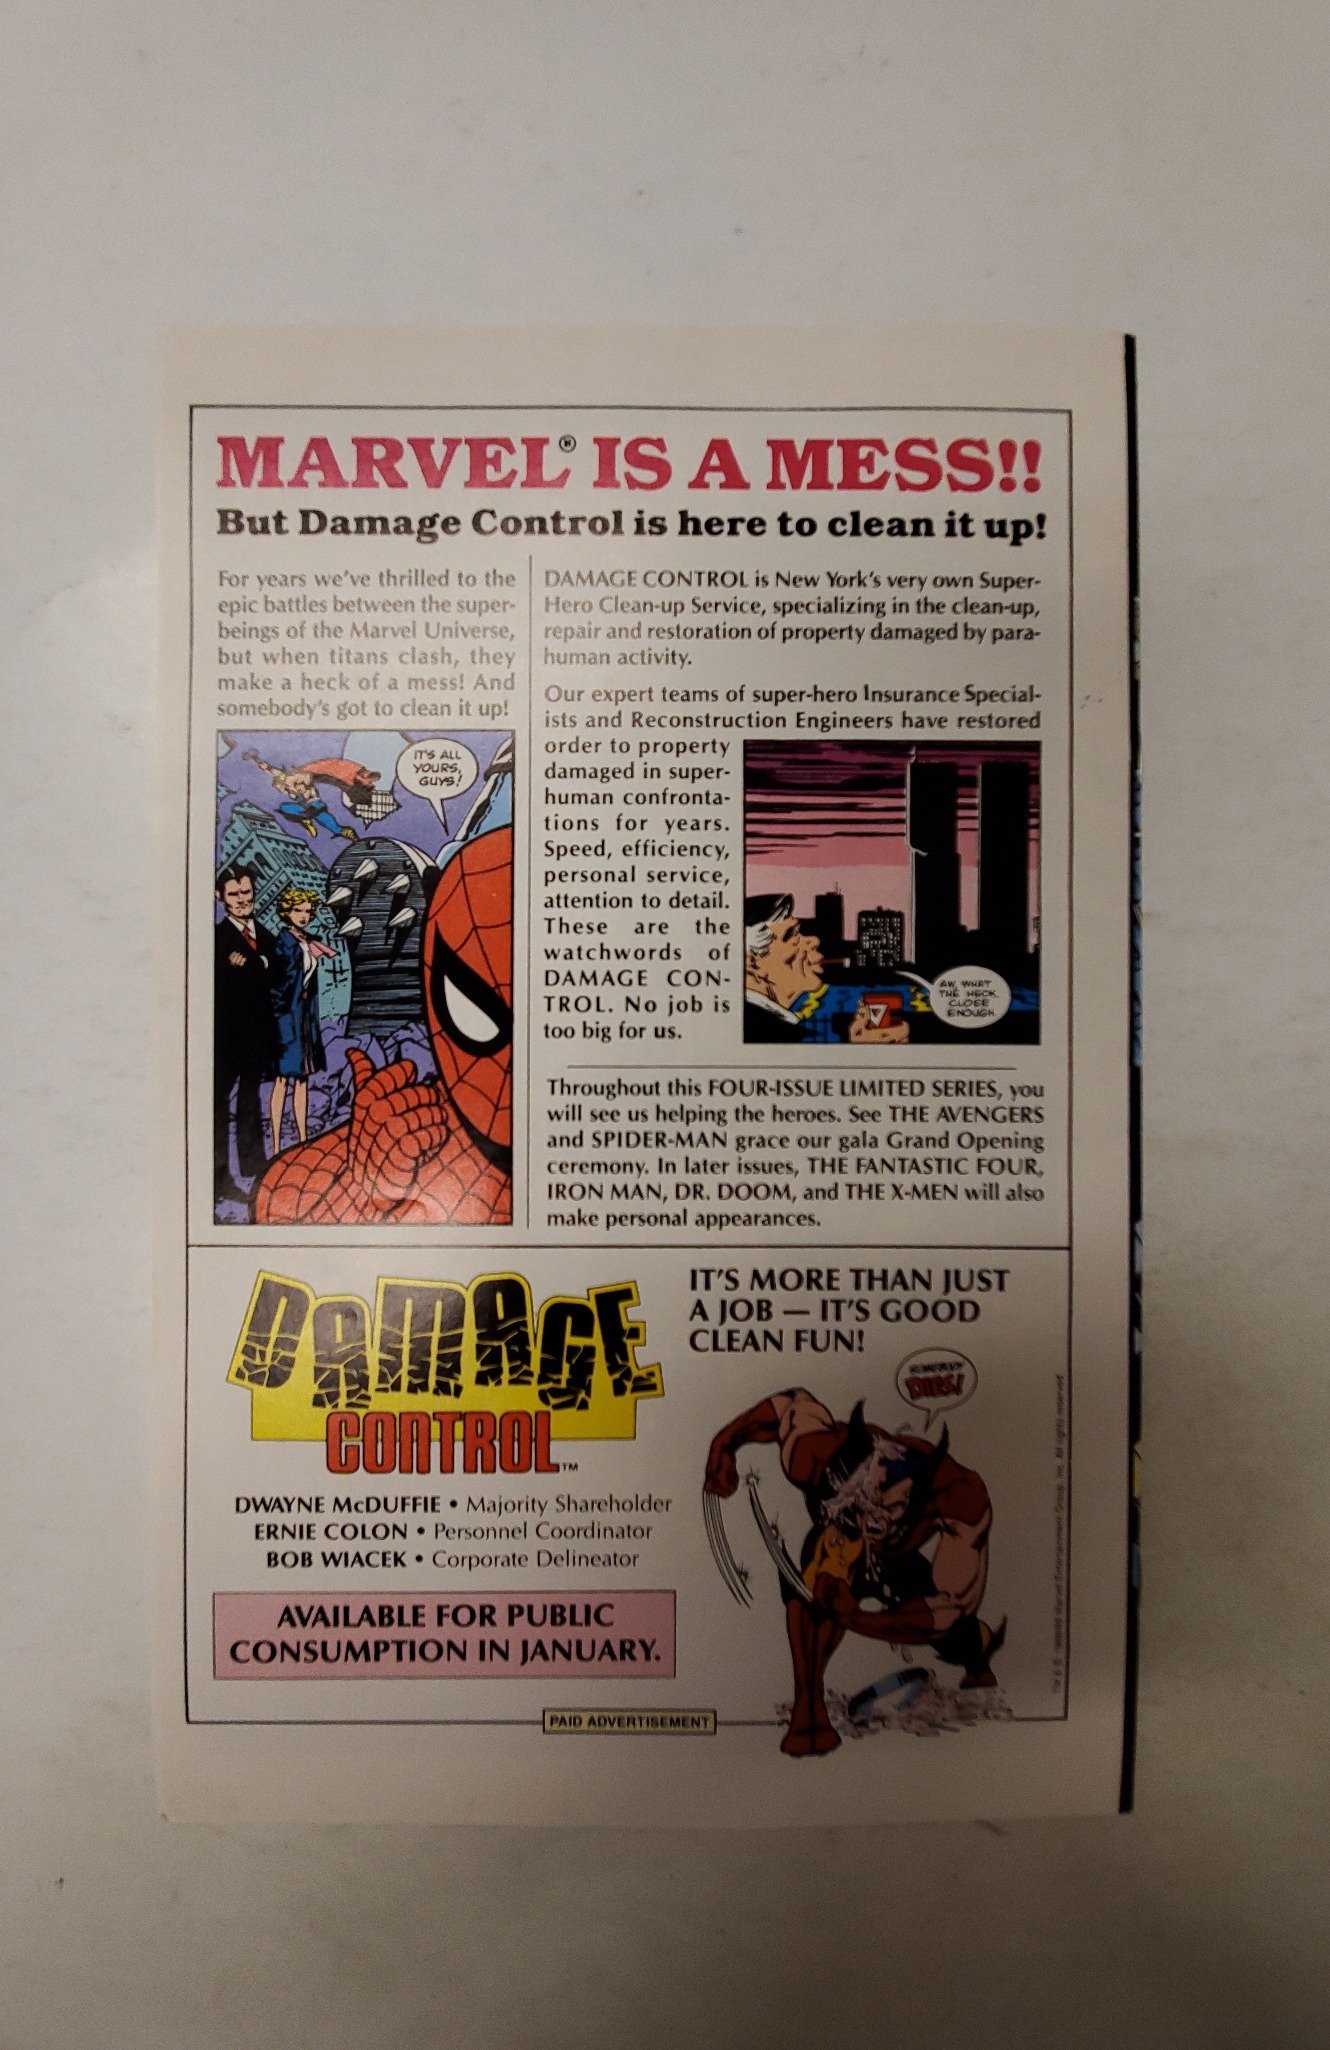 MARVEL® IS A MESS!!
But Damage Control is here to clean it up!
For years we've thrilled to the
epic battles between the super-
beings of the Marvel Universe,
but when titans clash, they
make a heck of a mess! And
somebody's got to clean it up!
IT'S ALL
YOURS,
GUYS!
DAMAGE CONTROL is New York's very own Super-
Hero Clean-up Service, specializing in the clean-up,
repair and restoration of property damaged by para-
human activity.
Our expert teams of super-hero Insurance Special-
ists and Reconstruction Engineers have restored
order to property
damaged in super-
human confronta-
tions for years.
Speed, efficiency,
personal service,
attention to detail.
These are the
watchwords of
DAMAGE CON-
TROL. No job is
too big for us.
AW, WHAT
THE HECK.
CLOSE
ENOUGH.
Throughout this FOUR-ISSUE LIMITED SERIES, you
will see us helping the heroes. See THE AVENGERS
and SPIDER-MAN grace our gala Grand Opening
ceremony. In later issues, THE FANTASTIC FOUR,
IRON MAN, DR. DOOM, and THE X-MEN will also
make personal appearances.
DAMAGE
CONTROL™
DWAYNE McDUFFIE • Majority Shareholder
ERNIE COLON • Personnel Coordinator
BOB WIACEK • Corporate Delineator
AVAILABLE FOR PUBLIC
CONSUMPTION IN JANUARY.
IT'S MORE THAN JUST
A JOB — IT'S GOOD
CLEAN FUN!
SOMEBODY
DIES!
Marvel Entertainment Group, Inc. All rights reserved
PAID ADVERTISEMENT